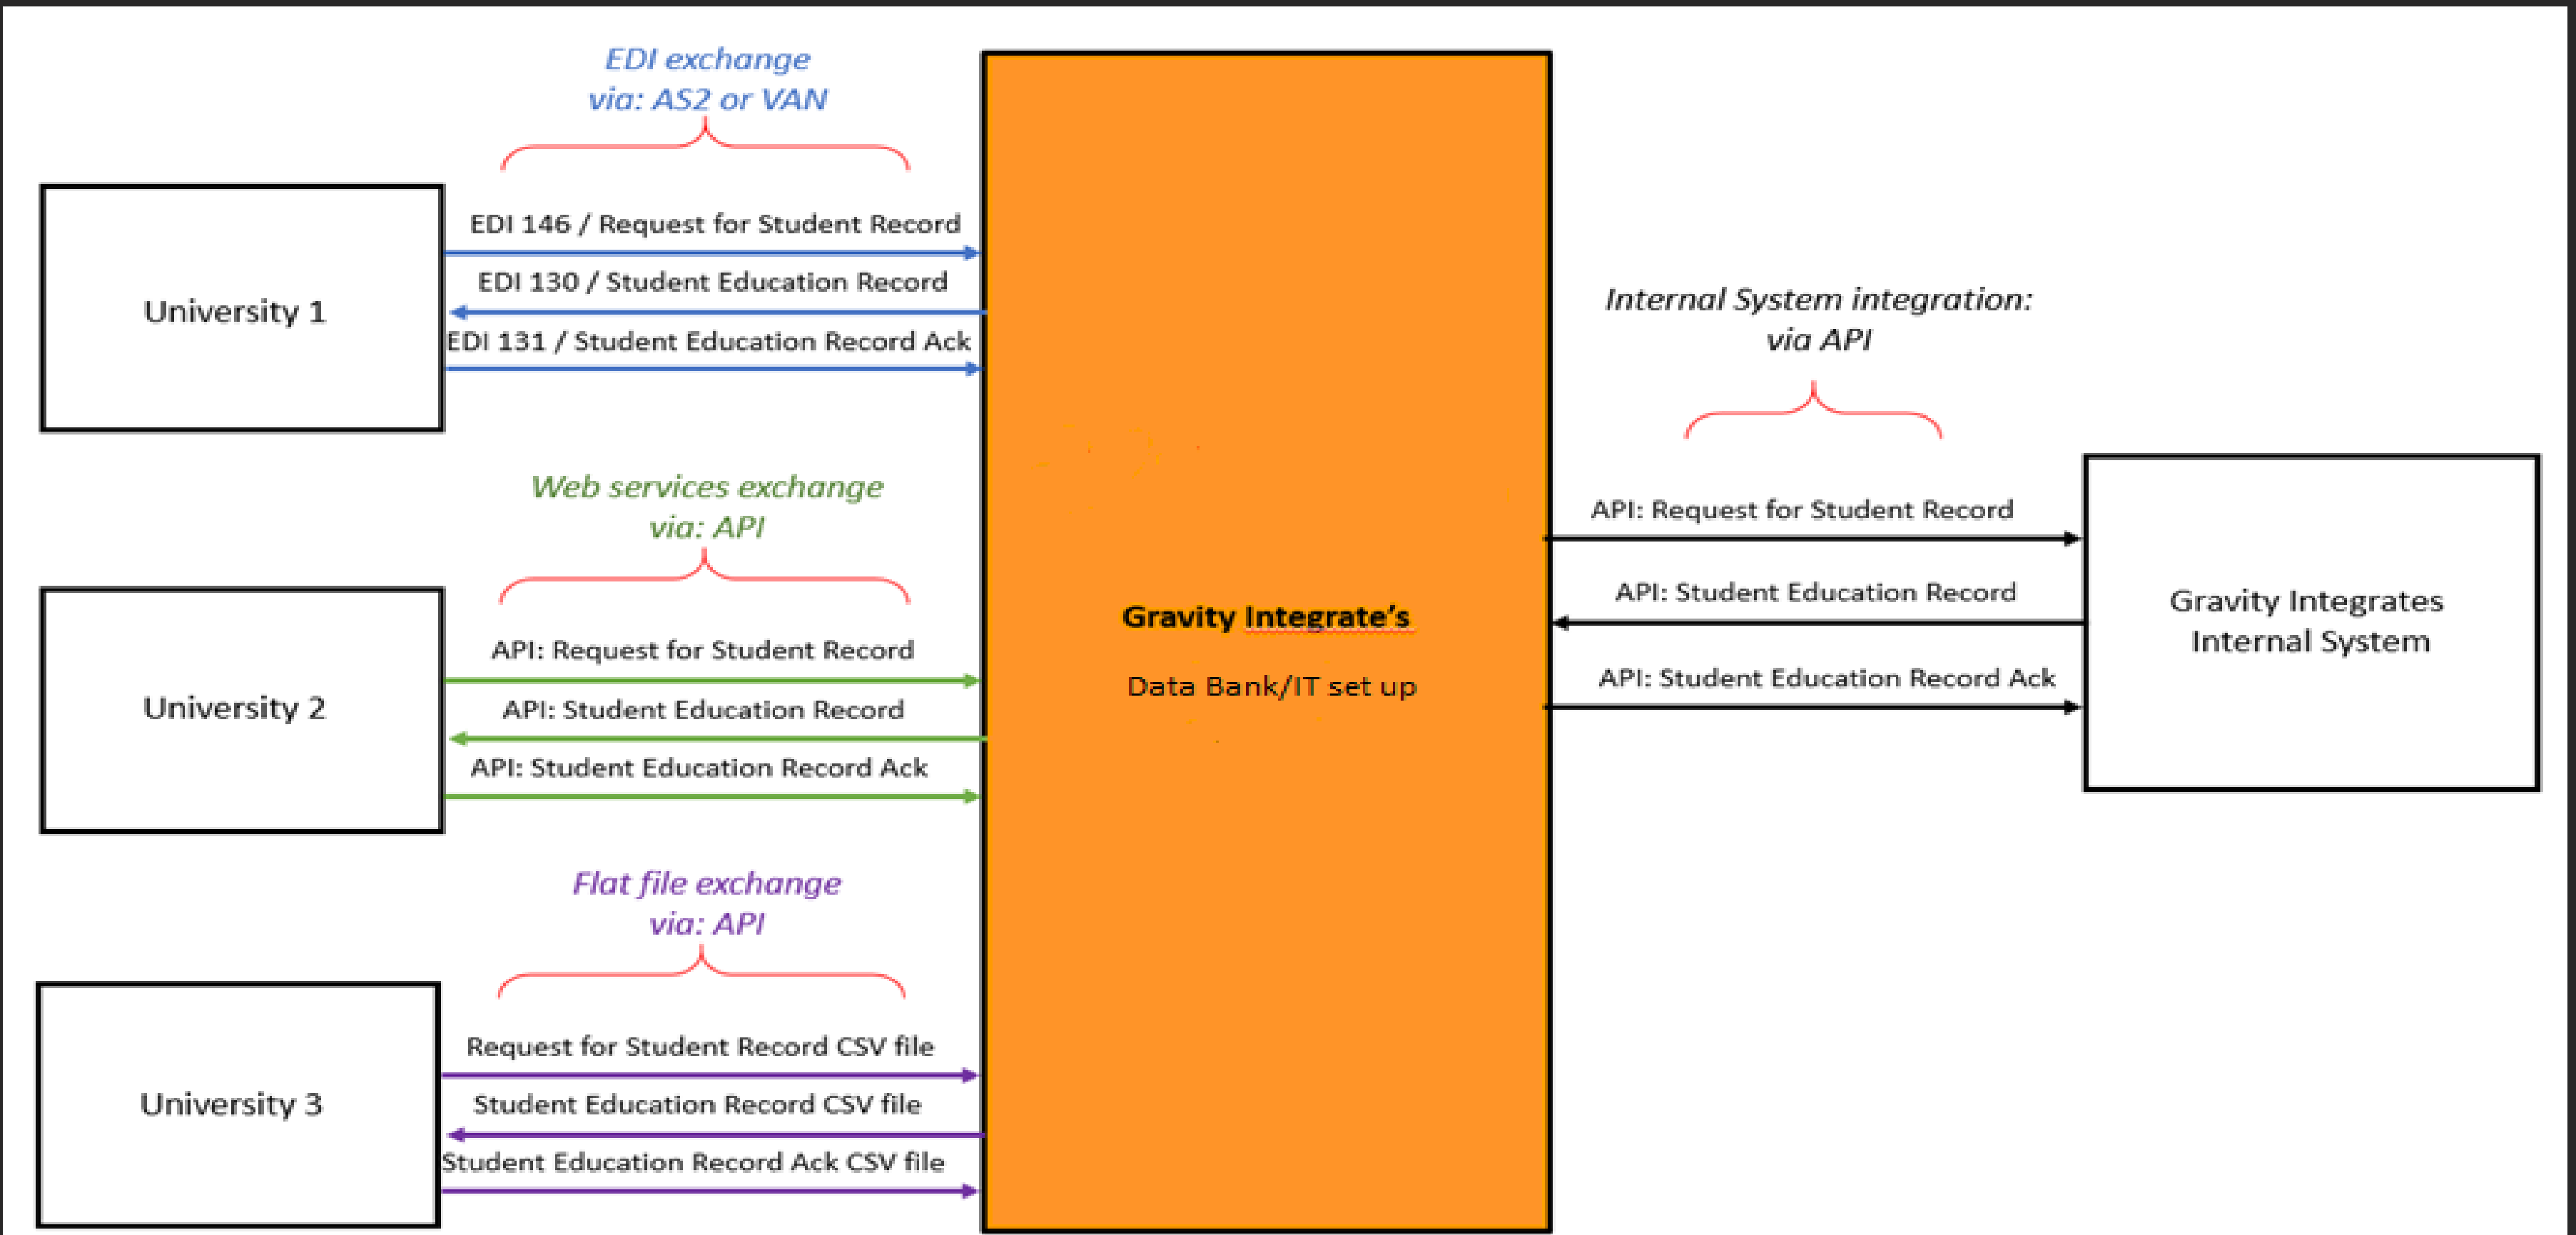 EDI exchange
via: AS2 or VAN
University 1
EDI 146 / Request for Student Record
EDI 130 / Student Education Record
EDI 131 / Student Education Record Ack
Web services exchange
via: API
University 2
API: Request for Student Record
API: Student Education Record
API: Student Education Record Ack
Flat file exchange
via: API
University 3
Request for Student Record CSV file
Student Education Record CSV file
Student Education Record Ack CSV file
Gravity Integrate’s
Data Bank/IT set up
Internal System integration:
via API
API: Request for Student Record
API: Student Education Record
API: Student Education Record Ack
Gravity Integrates
Internal System